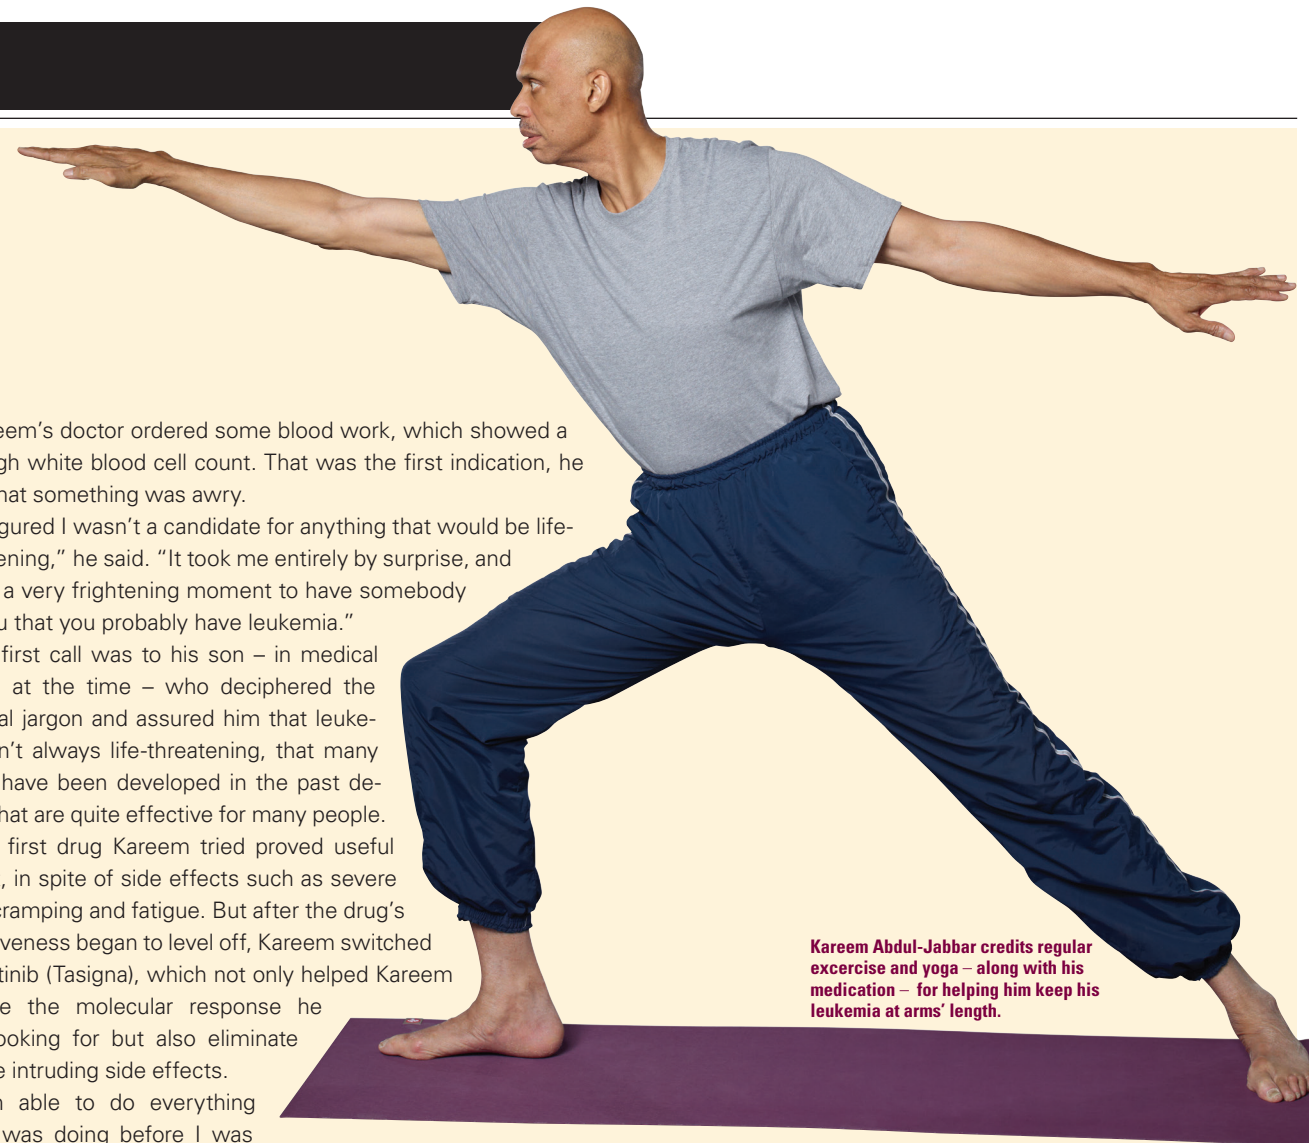 eem's doctor ordered some blood work, which showed a
gh white blood cell count. That was the first indication, he
hat something was awry.
gured I wasn't a candidate for anything that would be life-
ening,” he said. “It took me entirely by surprise, and
a very frightening moment to have somebody
u that you probably have leukemia.”
first call was to his son – in medical
at the time – who deciphered the
al jargon and assured him that leuke-
n't always life-threatening, that many
have been developed in the past de-
hat are quite effective for many people.
first drug Kareem tried proved useful
, in spite of side effects such as severe
cramping and fatigue. But after the drug's
iveness began to level off, Kareem switched
tinib (Tasigna), which not only helped Kareem
e the molecular response he
ooking for but also eliminate
e intruding side effects.
n able to do everything
was doing before I was
Kareem Abdul-Jabbar credits regular
excercise and yoga – along with his
medication – for helping him keep his
leukemia at arms' length.